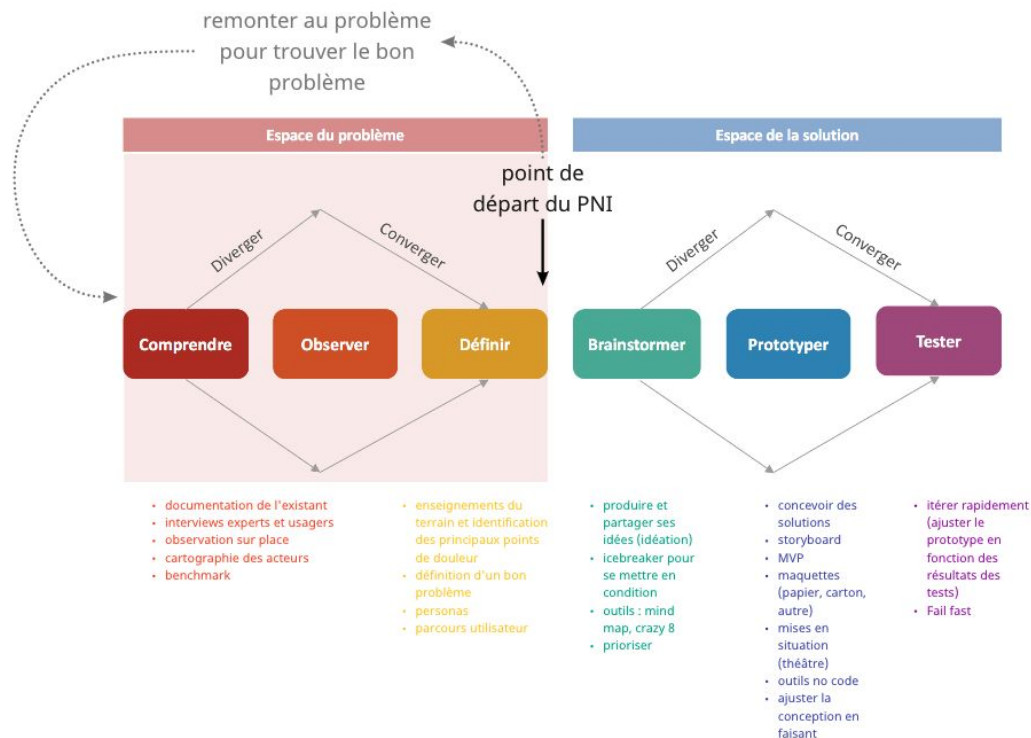 remonter au problème
pour trouver le bon
problème
Espace du problème
Espace de la solution
point de
départ du PNI
Diverger
Converger
Diverger
Converger
Comprendre
Observer
Définir
Brainstormer
Prototyper
Tester
• documentation de l'existant
• interviews experts et usagers
• observation sur place
• cartographie des acteurs
• benchmark
• enseignements du
terrain et identification
des principaux points
de douleur
• définition d'un bon
problème
• personas
• parcours utilisateur
• produire et
partager ses
idées (idéation)
• icebreaker pour
se mettre en
condition
• outils : mind
map, crazy 8
• prioriser
• concevoir des
solutions
• storyboard
• MVP
• maquettes
(papier, carton,
autre)
• mises en
situation
(théâtre)
• outils no code
• ajuster la
conception en
faisant
• itérer rapidement
(ajuster le
prototype en
fonction des
résultats des
tests)
• Fail fast